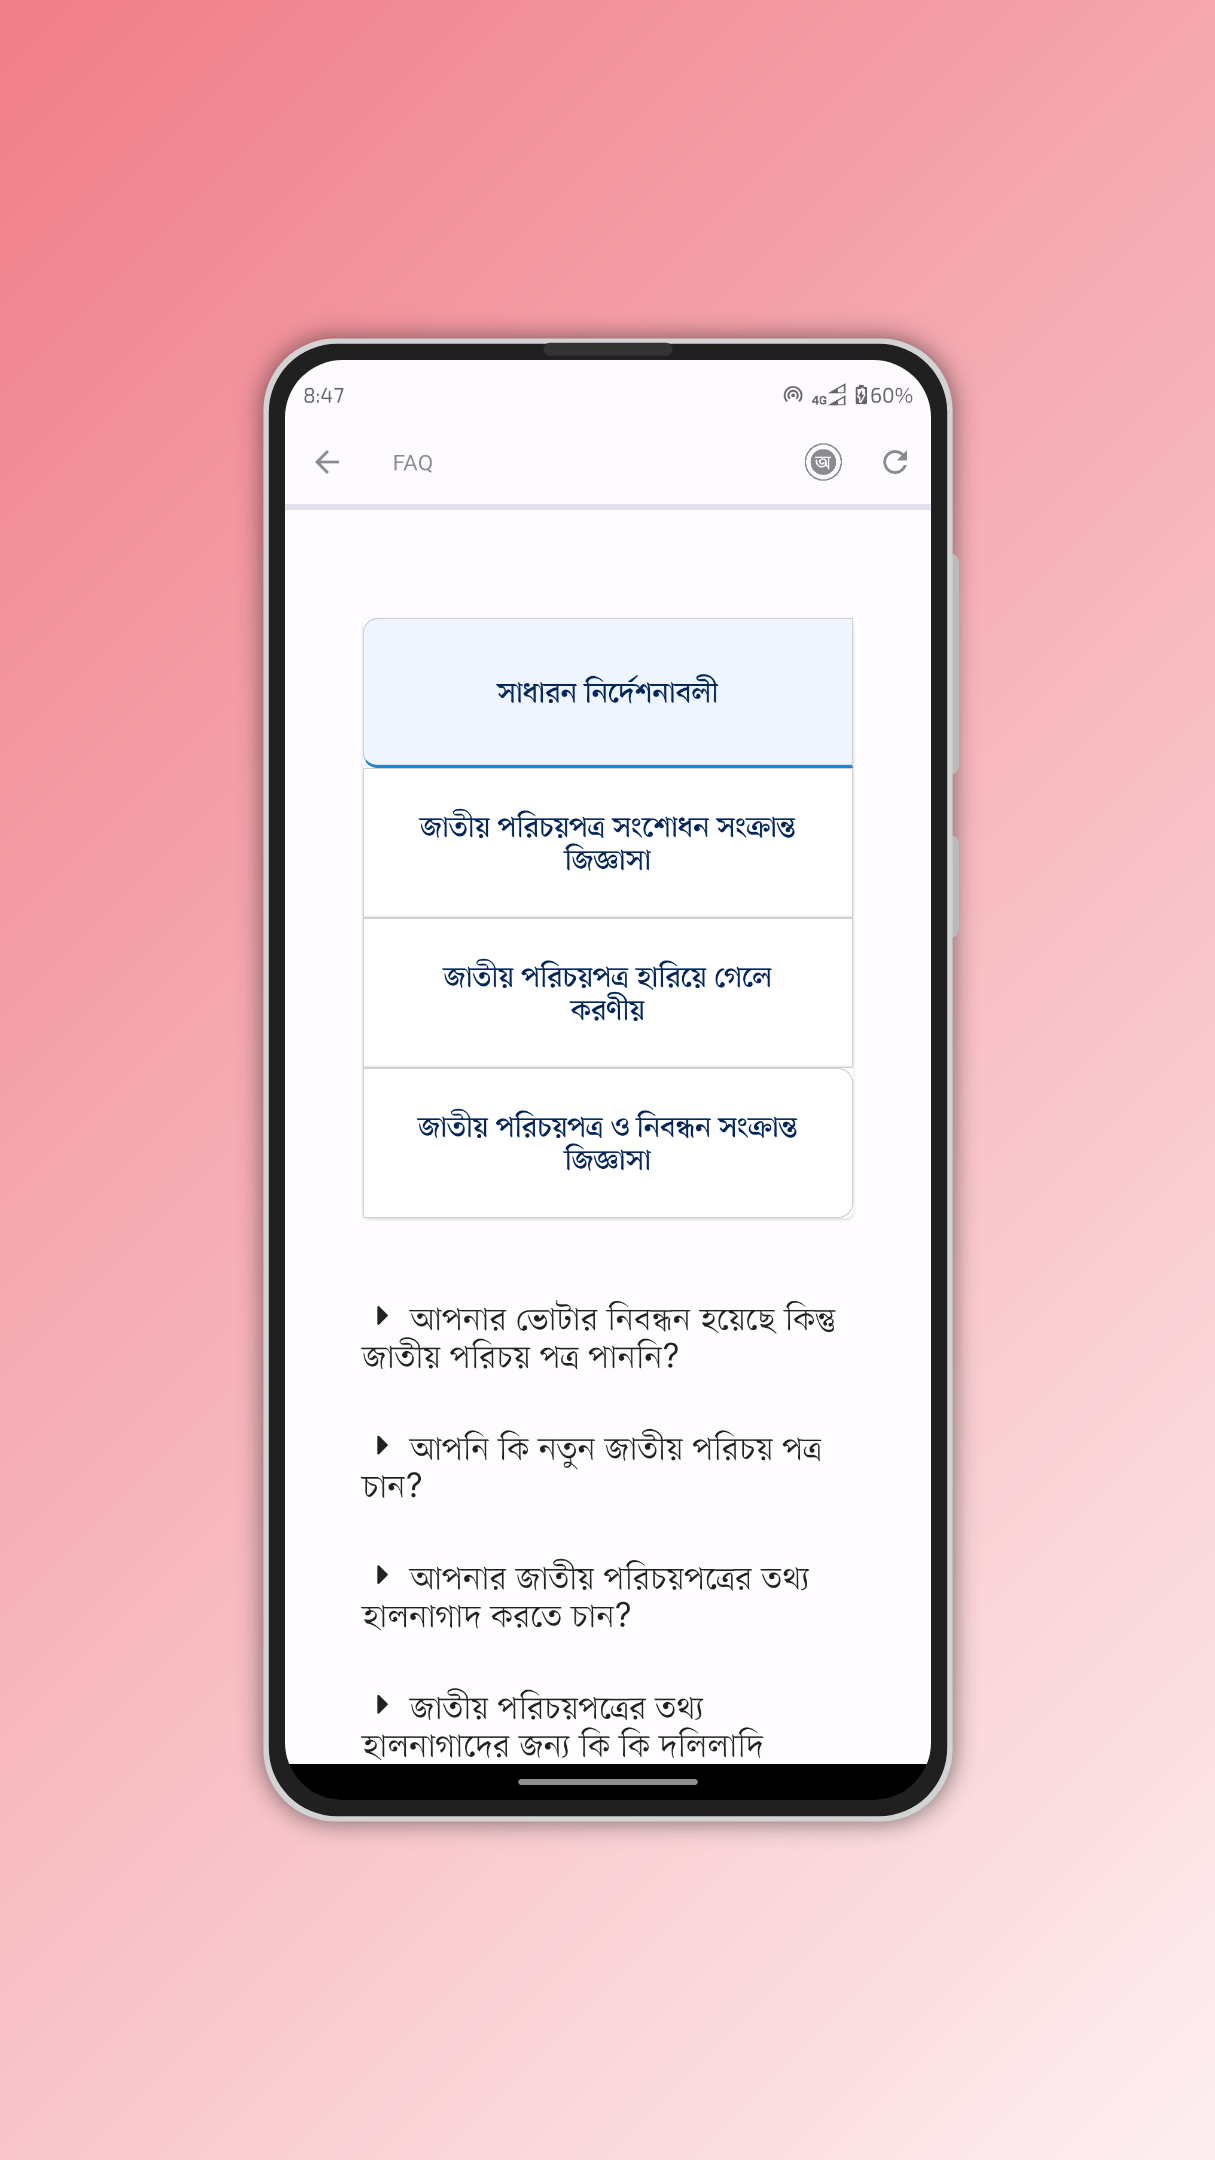 8:47
4G
60%
FAQ
অ
সাধারন নির্দেশনাবলী
জাতীয় পরিচয়পত্র সংশোধন সংক্রান্ত
জিজ্ঞাসা
জাতীয় পরিচয়পত্র হারিয়ে গেলে
করণীয়
জাতীয় পরিচয়পত্র ও নিবন্ধন সংক্রান্ত
জিজ্ঞাসা
আপনার ভোটার নিবন্ধন হয়েছে কিন্তু
জাতীয় পরিচয় পত্র পাননি?
আপনি কি নতুন জাতীয় পরিচয় পত্র
চান?
আপনার জাতীয় পরিচয়পত্রের তথ্য
হালনাগাদ করতে চান?
জাতীয় পরিচয়পত্রের তথ্য
হালনাগাদের জন্য কি কি দলিলাদি